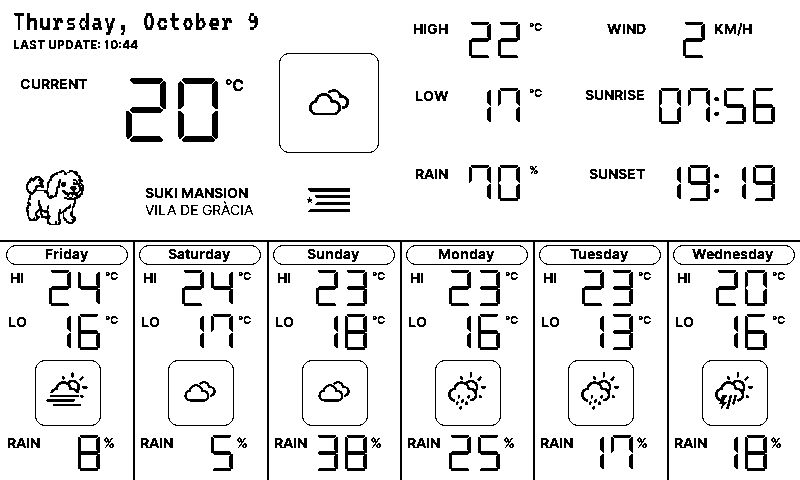 Thursday, October 9
LAST UPDATE: 10:44
CURRENT 20 °C
SUKI MANSION
VILA DE GRÀCIA
HIGH 22 °C
LOW 17 °C
RAIN 70 %
WIND 2 KM/H
SUNRISE 07:56
SUNSET 19:19
Friday
HI 24 °C
LO 16 °C
RAIN 8 %
Saturday
HI 24 °C
LO 17 °C
RAIN 5 %
Sunday
HI 23 °C
LO 18 °C
RAIN 38 %
Monday
HI 23 °C
LO 16 °C
RAIN 25 %
Tuesday
HI 23 °C
LO 13 °C
RAIN 17 %
Wednesday
HI 20 °C
LO 16 °C
RAIN 18 %